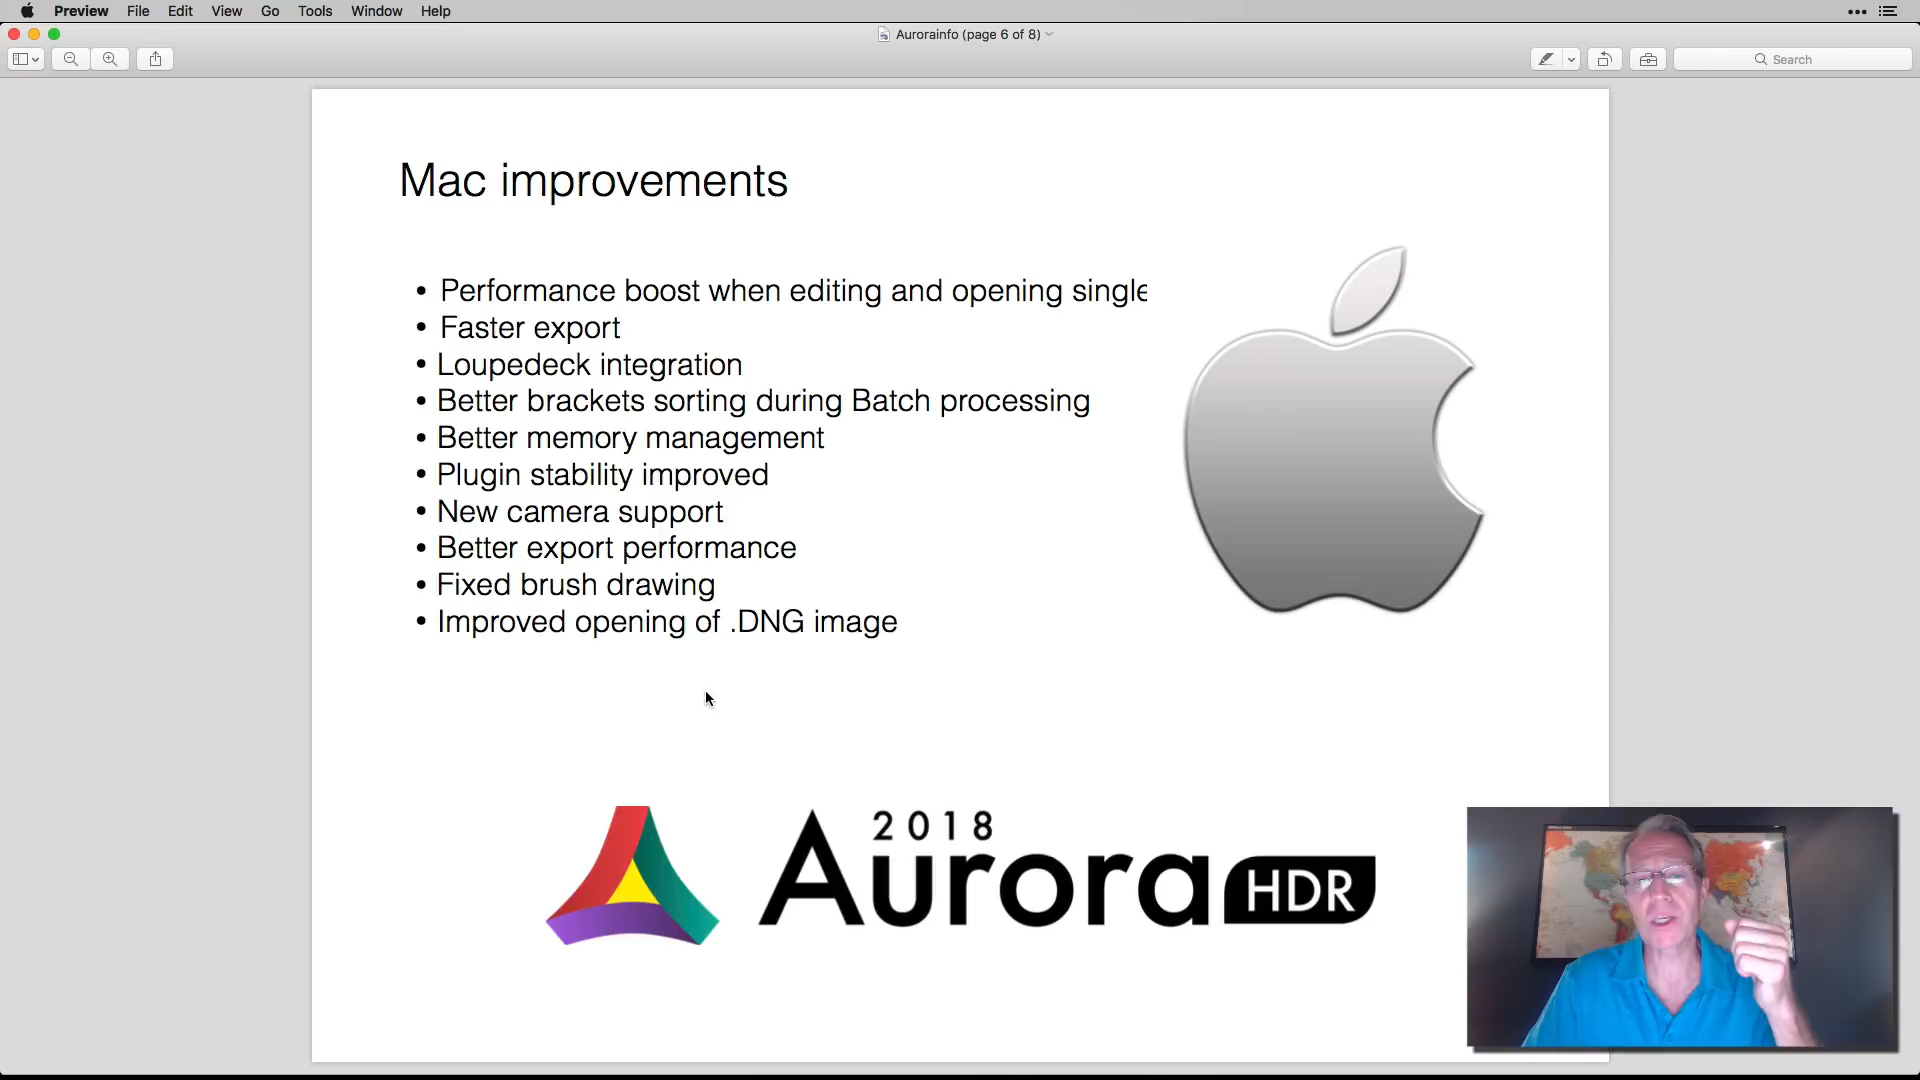 Preview File Edit View Go Tools Window Help
Aurorainfo (page 6 of 8)
Search
Mac improvements
• Performance boost when editing and opening single
• Faster export
• Loupedeck integration
• Better brackets sorting during Batch processing
• Better memory management
• Plugin stability improved
• New camera support
• Better export performance
• Fixed brush drawing
• Improved opening of .DNG image
2018
Aurora HDR